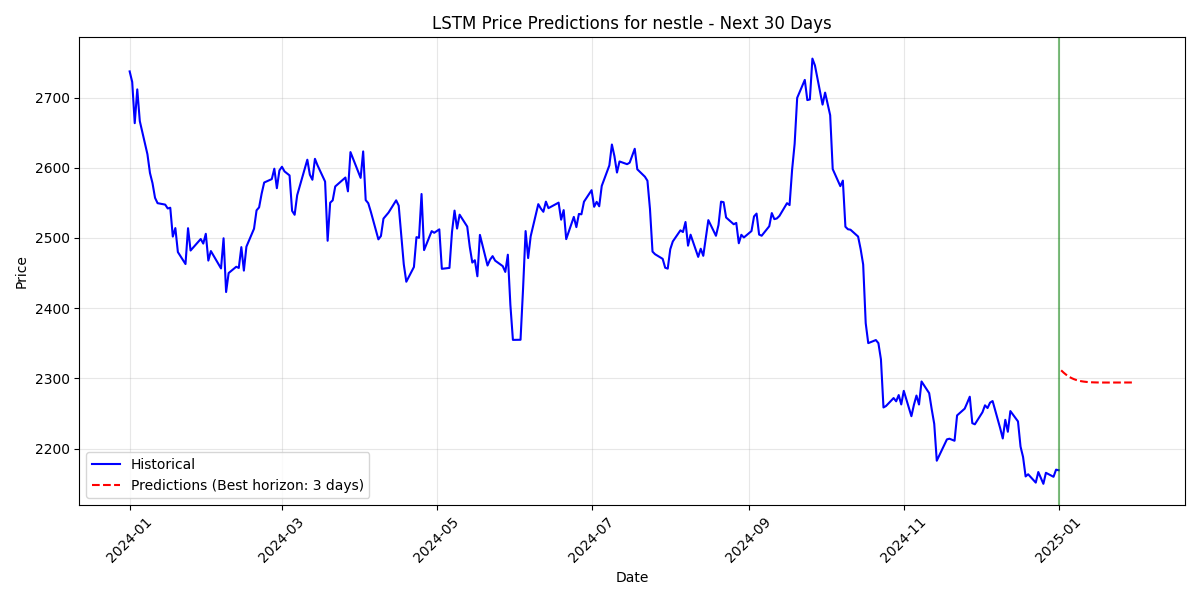 LSTM Price Predictions for nestle - Next 30 Days
Price
2700
2600
2500
2400
2300
2200
Historical
Predictions (Best horizon: 3 days)
2024-01
2024-03
2024-05
2024-07
2024-09
2024-11
2025-01
Date